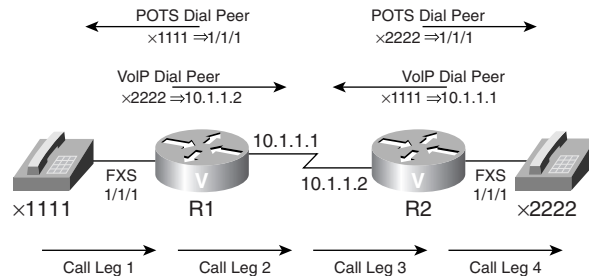 POTS Dial Peer
×1111 ⇒1/1/1
POTS Dial Peer
×2222 ⇒1/1/1
VoIP Dial Peer
×2222 ⇒10.1.1.2
VoIP Dial Peer
×1111 ⇒10.1.1.1
10.1.1.1
10.1.1.2
FXS
1/1/1
V
V
FXS
1/1/1
×1111
R1
R2
×2222
Call Leg 1
Call Leg 2
Call Leg 3
Call Leg 4